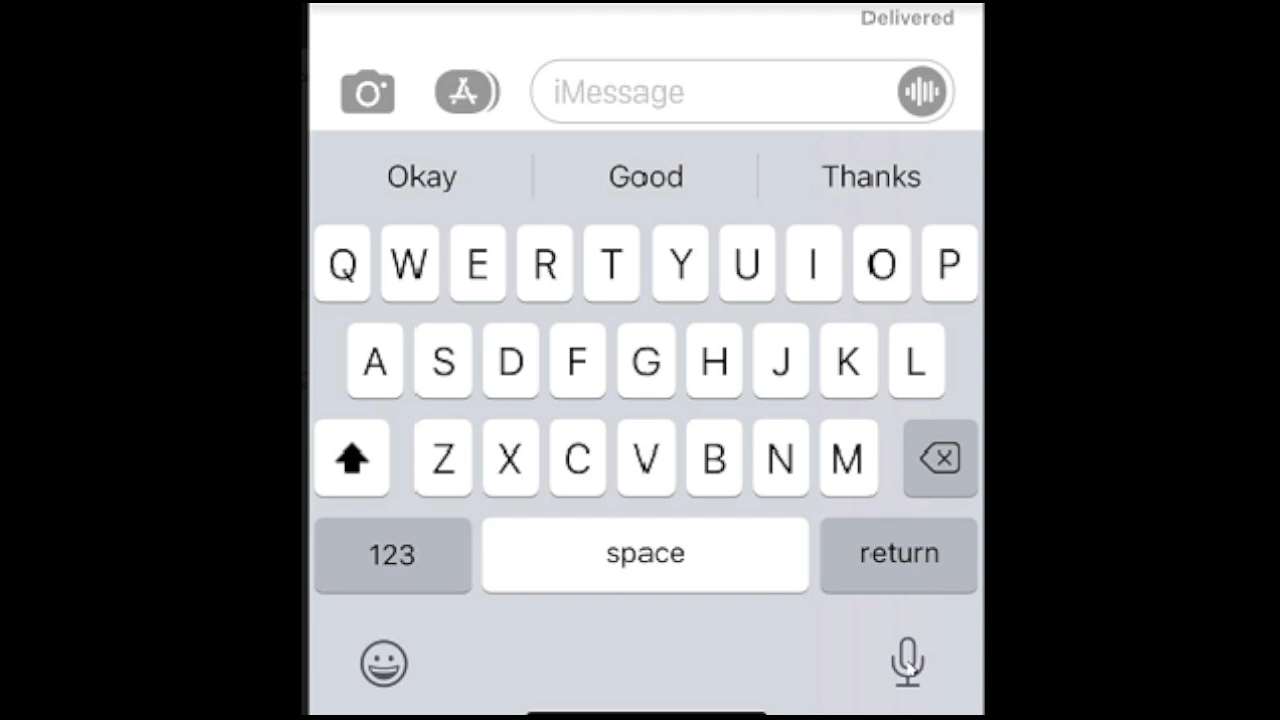 Delivered
iMessage
Okay Good Thanks
Q W E R T Y U I O P
A S D F G H J K L
Z X C V B N M
123 space return